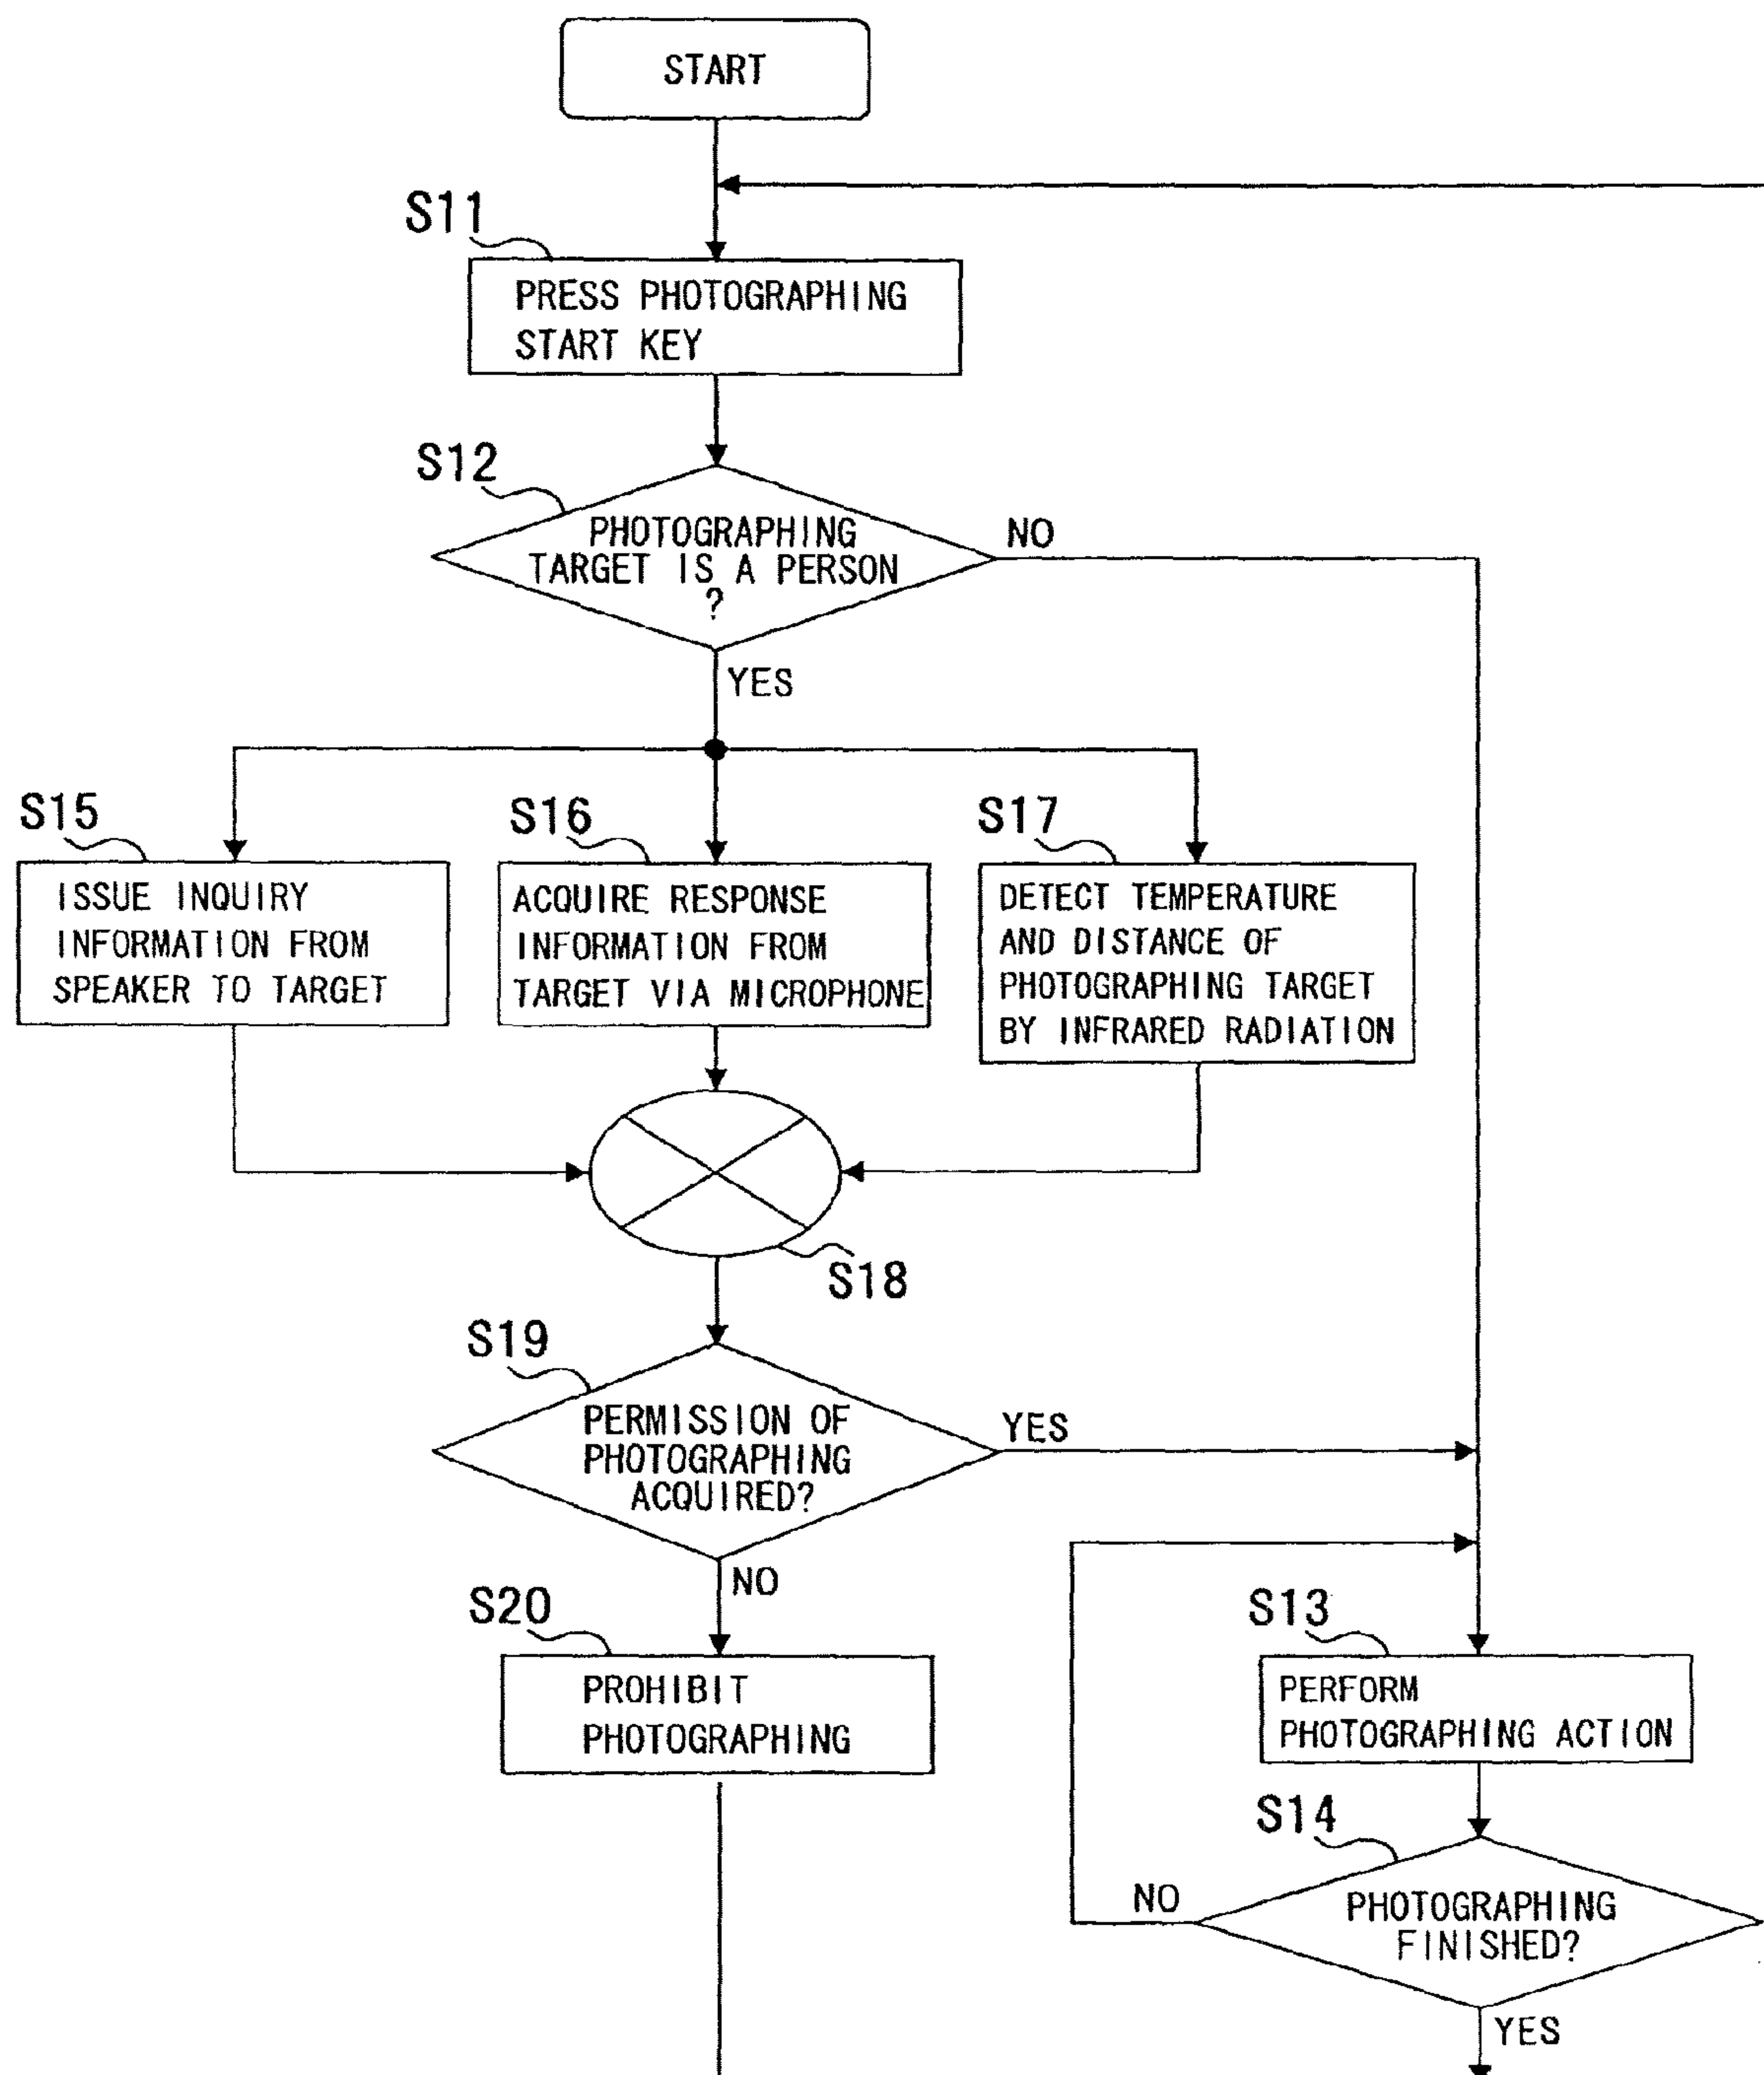 START
S11
PRESS PHOTOGRAPHING
START KEY
S12
PHOTOGRAPHING
TARGET IS A PERSON
?
NO
YES
S15
ISSUE INQUIRY
INFORMATION FROM
SPEAKER TO TARGET
S16
ACQUIRE RESPONSE
INFORMATION FROM
TARGET VIA MICROPHONE
S17
DETECT TEMPERATURE
AND DISTANCE OF
PHOTOGRAPHING TARGET
BY INFRARED RADIATION
S18
S19
PERMISSION OF
PHOTOGRAPHING
ACQUIRED?
YES
NO
S20
PROHIBIT
PHOTOGRAPHING
S13
PERFORM
PHOTOGRAPHING ACTION
S14
PHOTOGRAPHING
FINISHED?
NO
YES